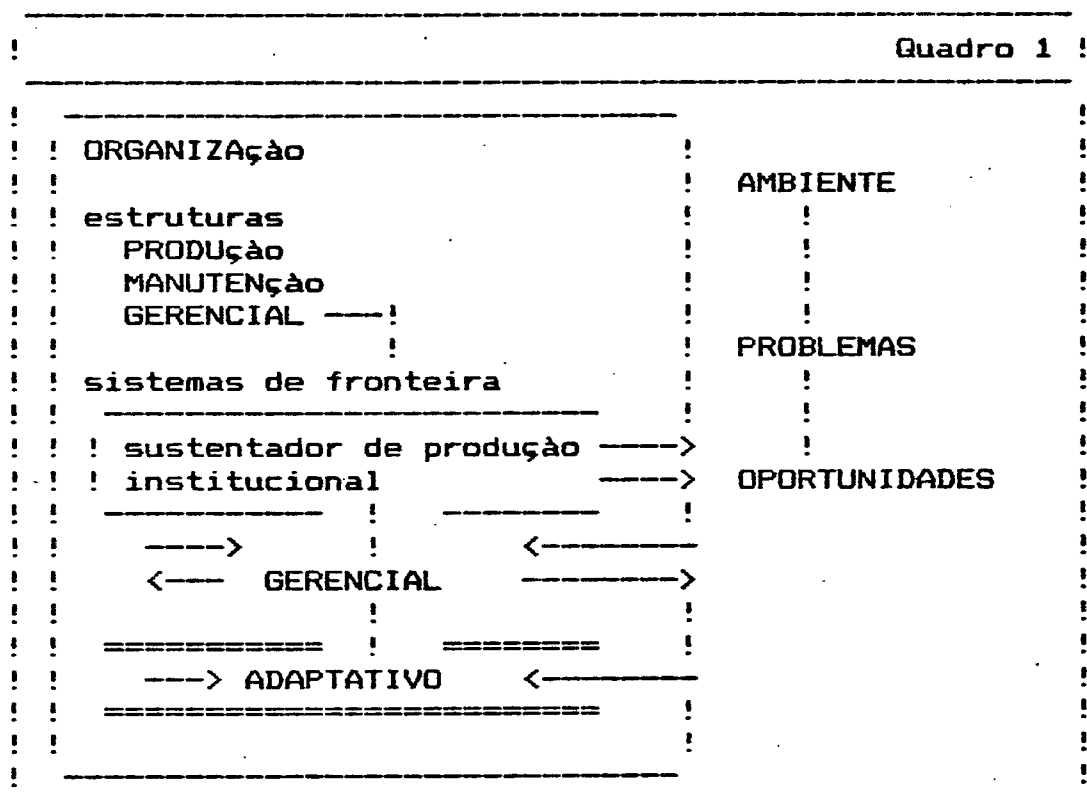 Quadro 1
ORGANIZAçào
AMBIENTE
estruturas
PRODUçào
MANUTENçào
GERENCIAL
PROBLEMAS
sistemas de fronteira
sustentador de produçào
institucional
OPORTUNIDADES
GERENCIAL
ADAPTATIVO